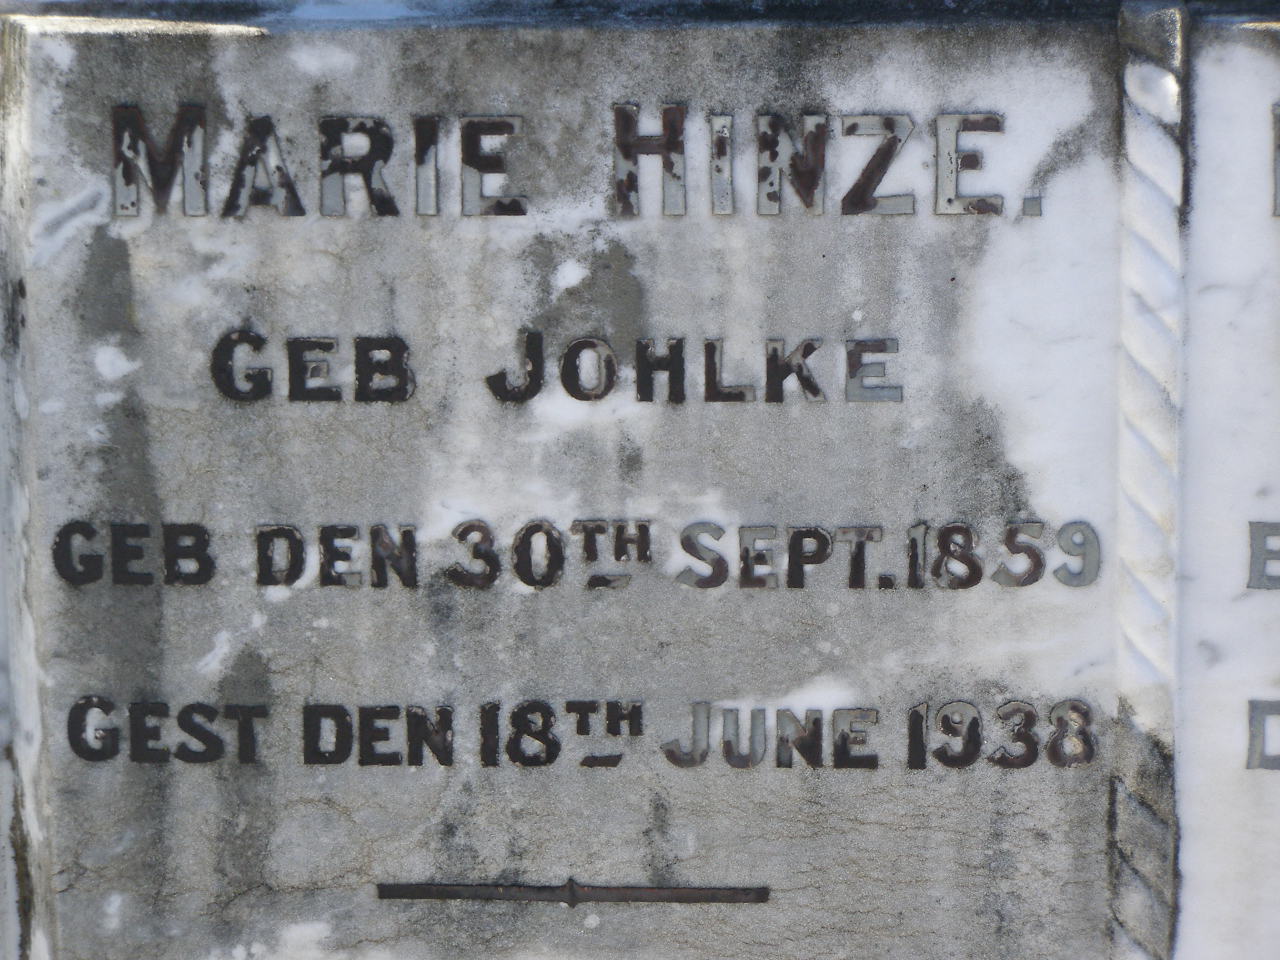 MARIE HINZE.
GEB JOHLKE
GEB DEN 30TH SEPT. 1859
GEST DEN 18TH JUNE 1938